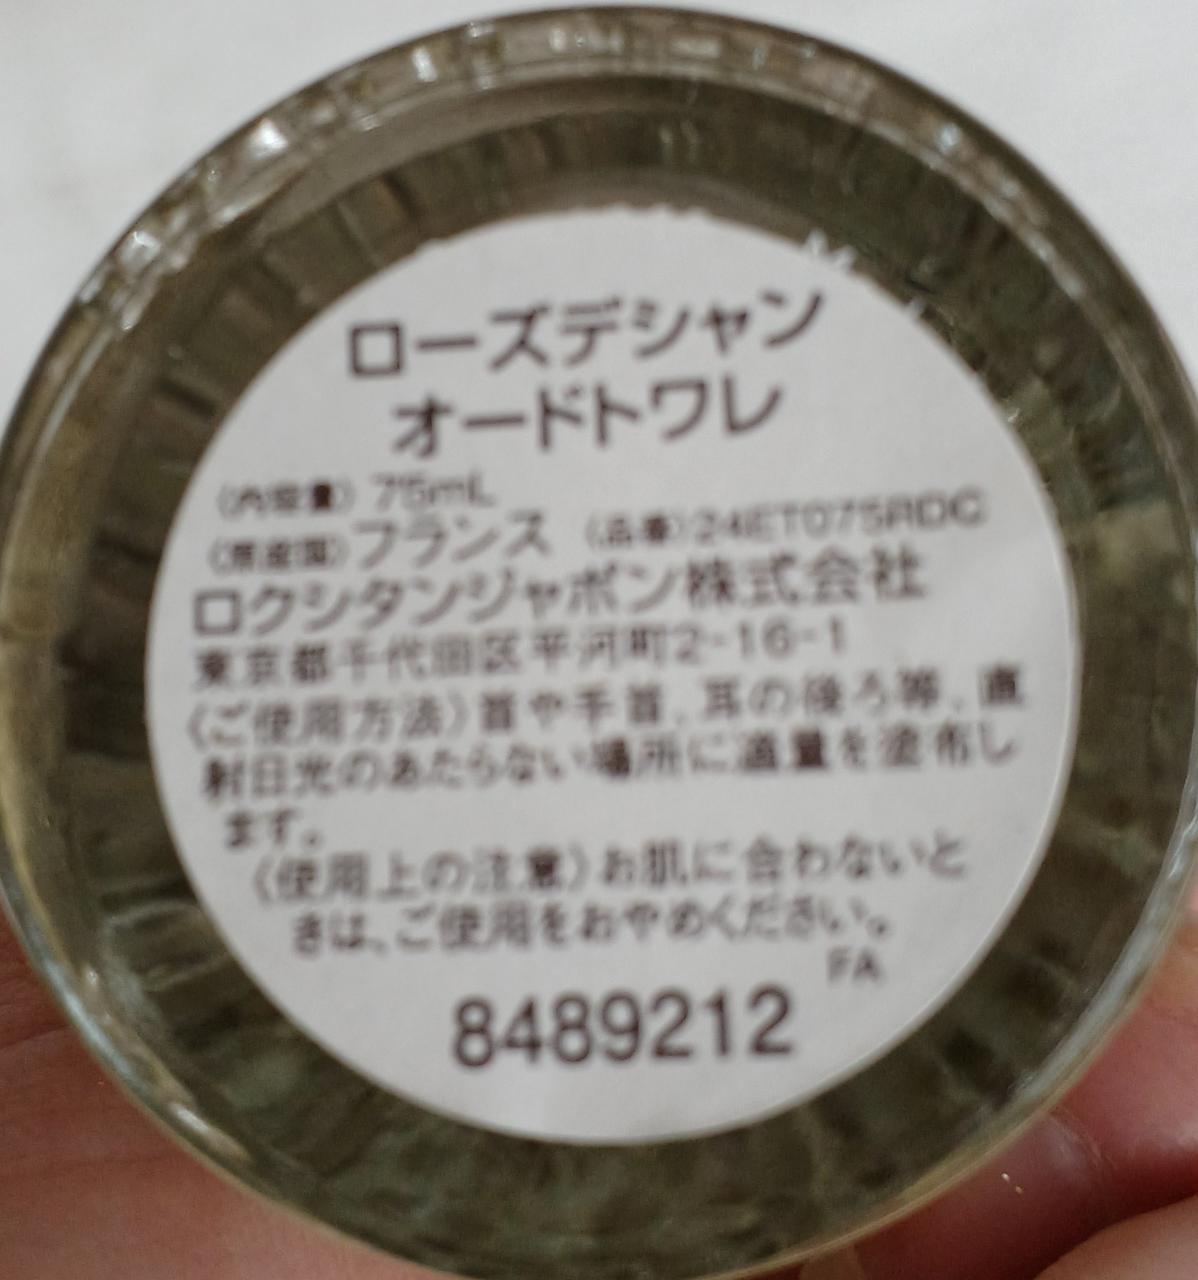 ローズデシャン
オードトワレ
〈内容量〉75mL
〈原産国〉フランス 〈品番〉24ET075RDC
ロクシタンジャポン株式会社
東京都千代田区平河町2-16-1
〈ご使用方法〉首や手首、耳の後ろ等、直
射日光のあたらない場所に適量を塗布し
ます。
〈使用上の注意〉お肌に合わないと
きは、ご使用をおやめください。
FA
8489212